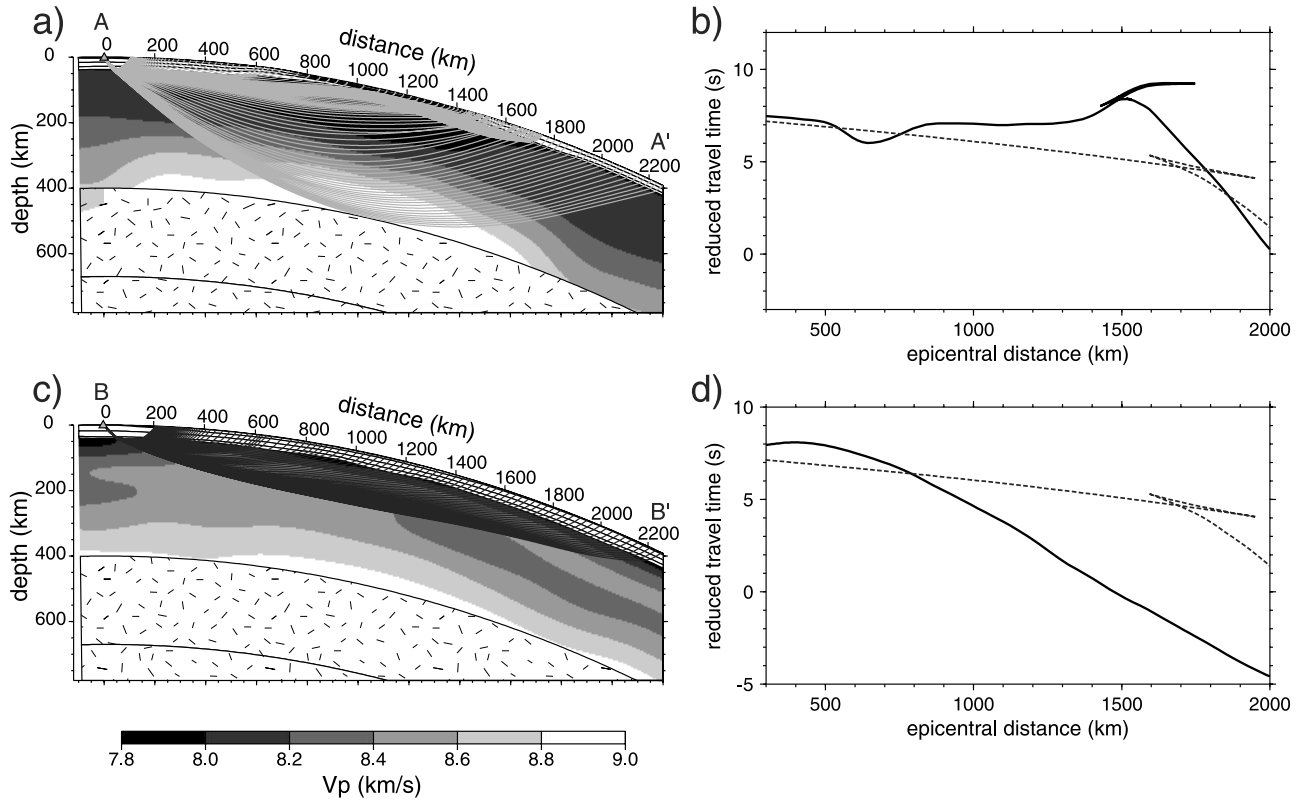 a)
A
0 200 400 600 800 1000 1200 1400 1600 1800 2000 2200
distance (km)
A'
0
200
400
600
depth (km)
b)
10
5
0
reduced travel time (s)
500 1000 1500 2000
epicentral distance (km)
c)
B
0 200 400 600 800 1000 1200 1400 1600 1800 2000 2200
distance (km)
B'
0
200
400
600
depth (km)
d)
10
5
0
-5
reduced travel time (s)
500 1000 1500 2000
epicentral distance (km)
7.8 8.0 8.2 8.4 8.6 8.8 9.0
Vp (km/s)